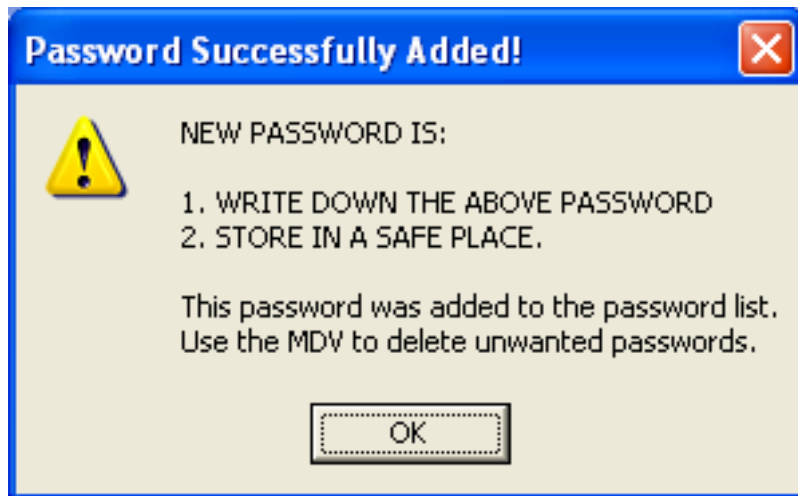 Password Successfully Added!
NEW PASSWORD IS:
1. WRITE DOWN THE ABOVE PASSWORD
2. STORE IN A SAFE PLACE.
This password was added to the password list.
Use the MDV to delete unwanted passwords.
OK